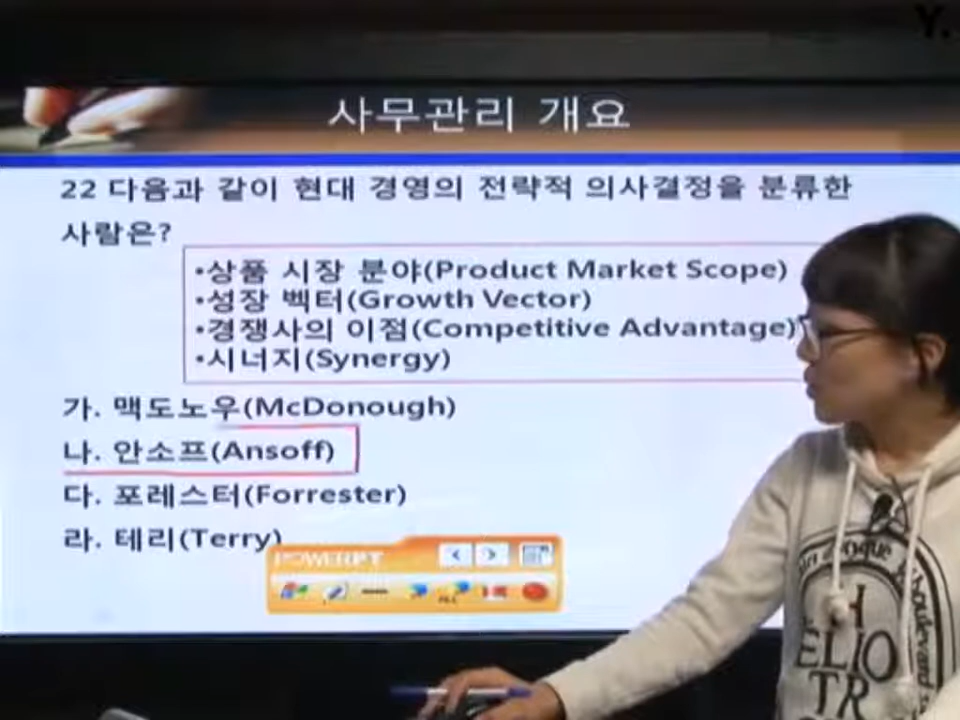 Y.
사무관리 개요
22 다음과 같이 현대 경영의 전략적 의사결정을 분류한
사람은?
•상품 시장 분야(Product Market Scope)
•성장 벡터(Growth Vector)
•경쟁사의 이점(Competitive Advantage)
•시너지(Synergy)
가. 맥도노우(McDonough)
나. 안소프(Ansoff)
다. 포레스터(Forrester)
라. 테리(Terry)
POWERPT
H
ELIO
TR